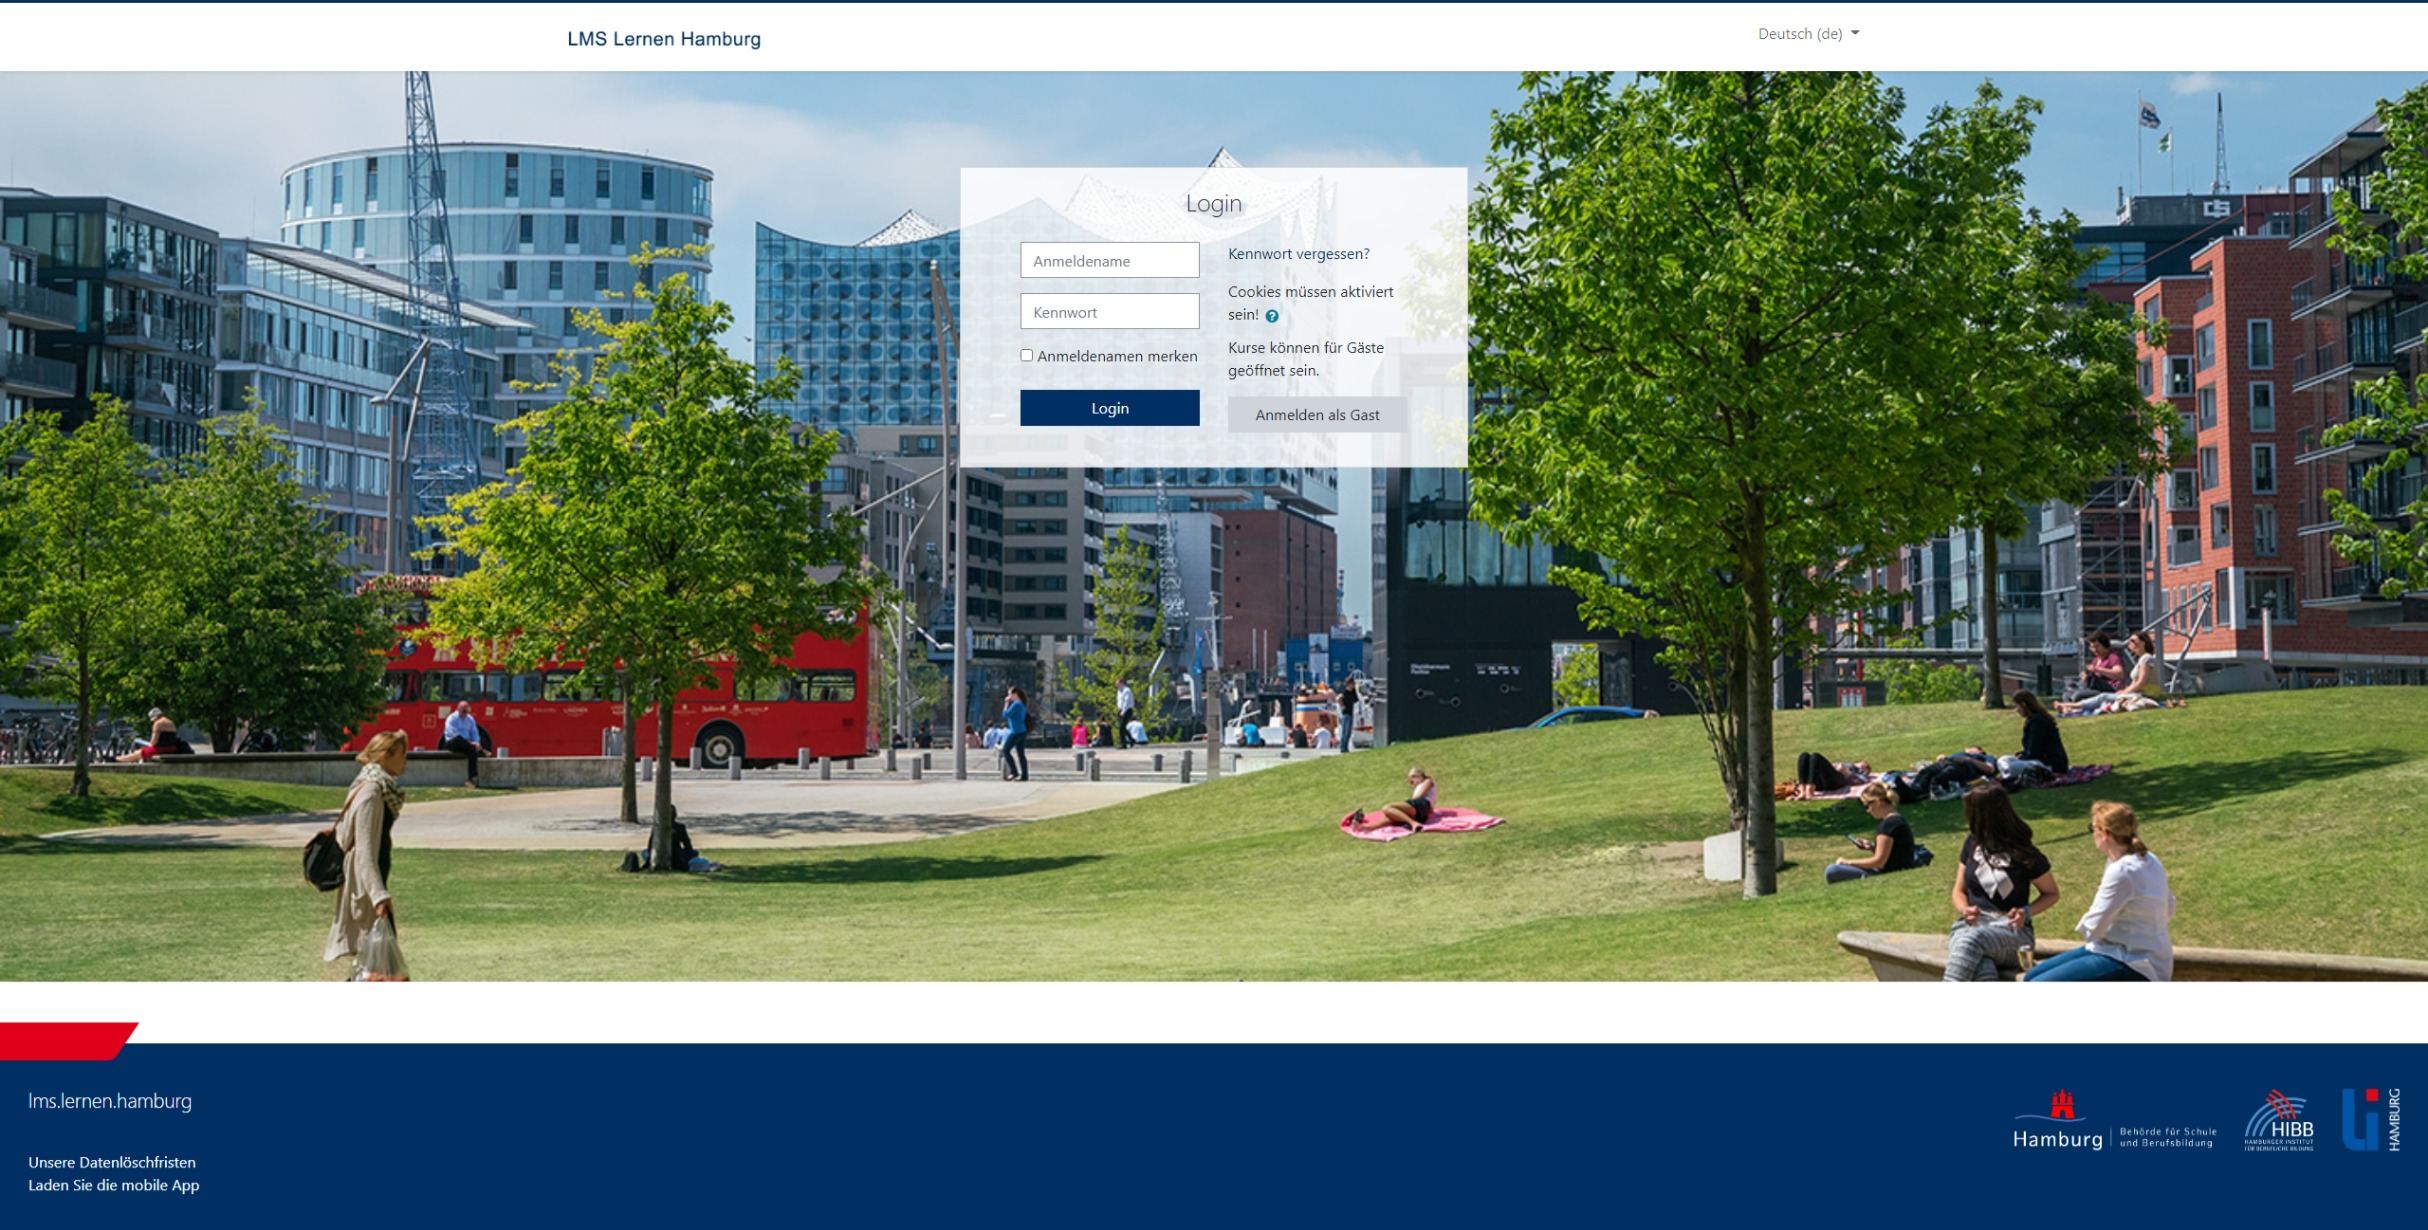 LMS Lernen Hamburg
Deutsch (de)
Login
Anmeldename
Kennwort
Anmeldenamen merken
Login
Kennwort vergessen?
Cookies müssen aktiviert
sein!
Kurse können für Gäste
geöffnet sein.
Anmelden als Gast
lms.lernen.hamburg
Unsere Datenlöschfristen
Laden Sie die mobile App
Hamburg
Behörde für Schule
und Berufsbildung
HIBB
HAMBURGER INSTITUT
FÜR BERUFLICHE BILDUNG
Li
HAMBURG